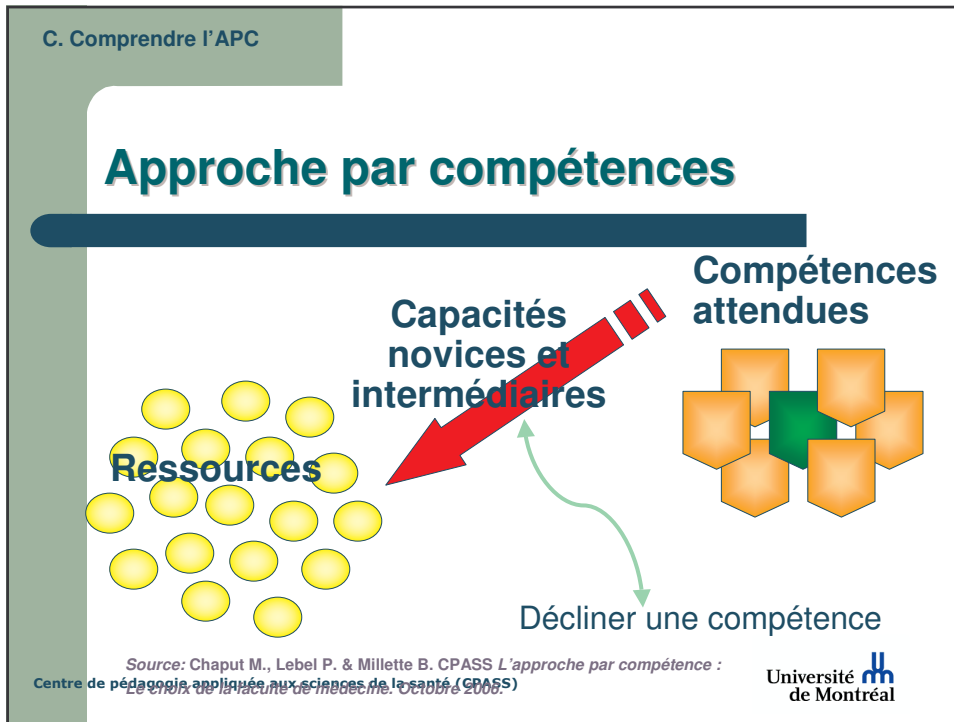 C. Comprendre l'APC
Approche par compétences
Compétences
attendues
Capacités
novices et
intermédiaires
Ressources
Décliner une compétence
Source: Chaput M., Lebel P. & Millette B. CPASS L'approche par compétence :
Le choix de la faculté de médecine. Octobre 2006.
Centre de pédagogie appliquée aux sciences de la santé (CPASS)
Université
de Montréal